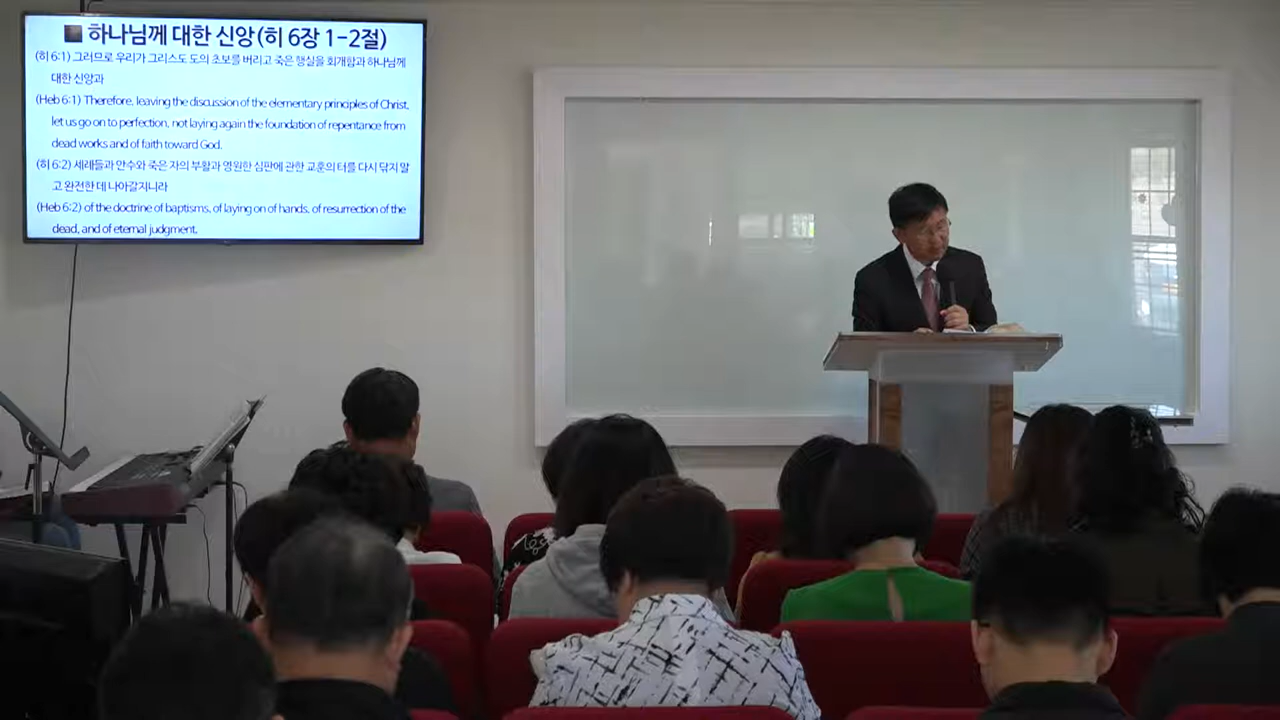 ■ 하나님께 대한 신앙(히 6장 1-2절)
(히 6:1) 그러므로 우리가 그리스도 도의 초보를 버리고 죽은 행실을 회개함과 하나님께
대한 신앙과
(Heb 6:1) Therefore, leaving the discussion of the elementary principles of Christ,
let us go on to perfection, not laying again the foundation of repentance from
dead works and of faith toward God.
(히 6:2) 세례들과 안수와 죽은 자의 부활과 영원한 심판에 관한 교훈의 터를 다시 닦지 말
고 완전한 데 나아갈지니라
(Heb 6:2) of the doctrine of baptisms, of laying on of hands, of resurrection of the
dead, and of eternal judgment.